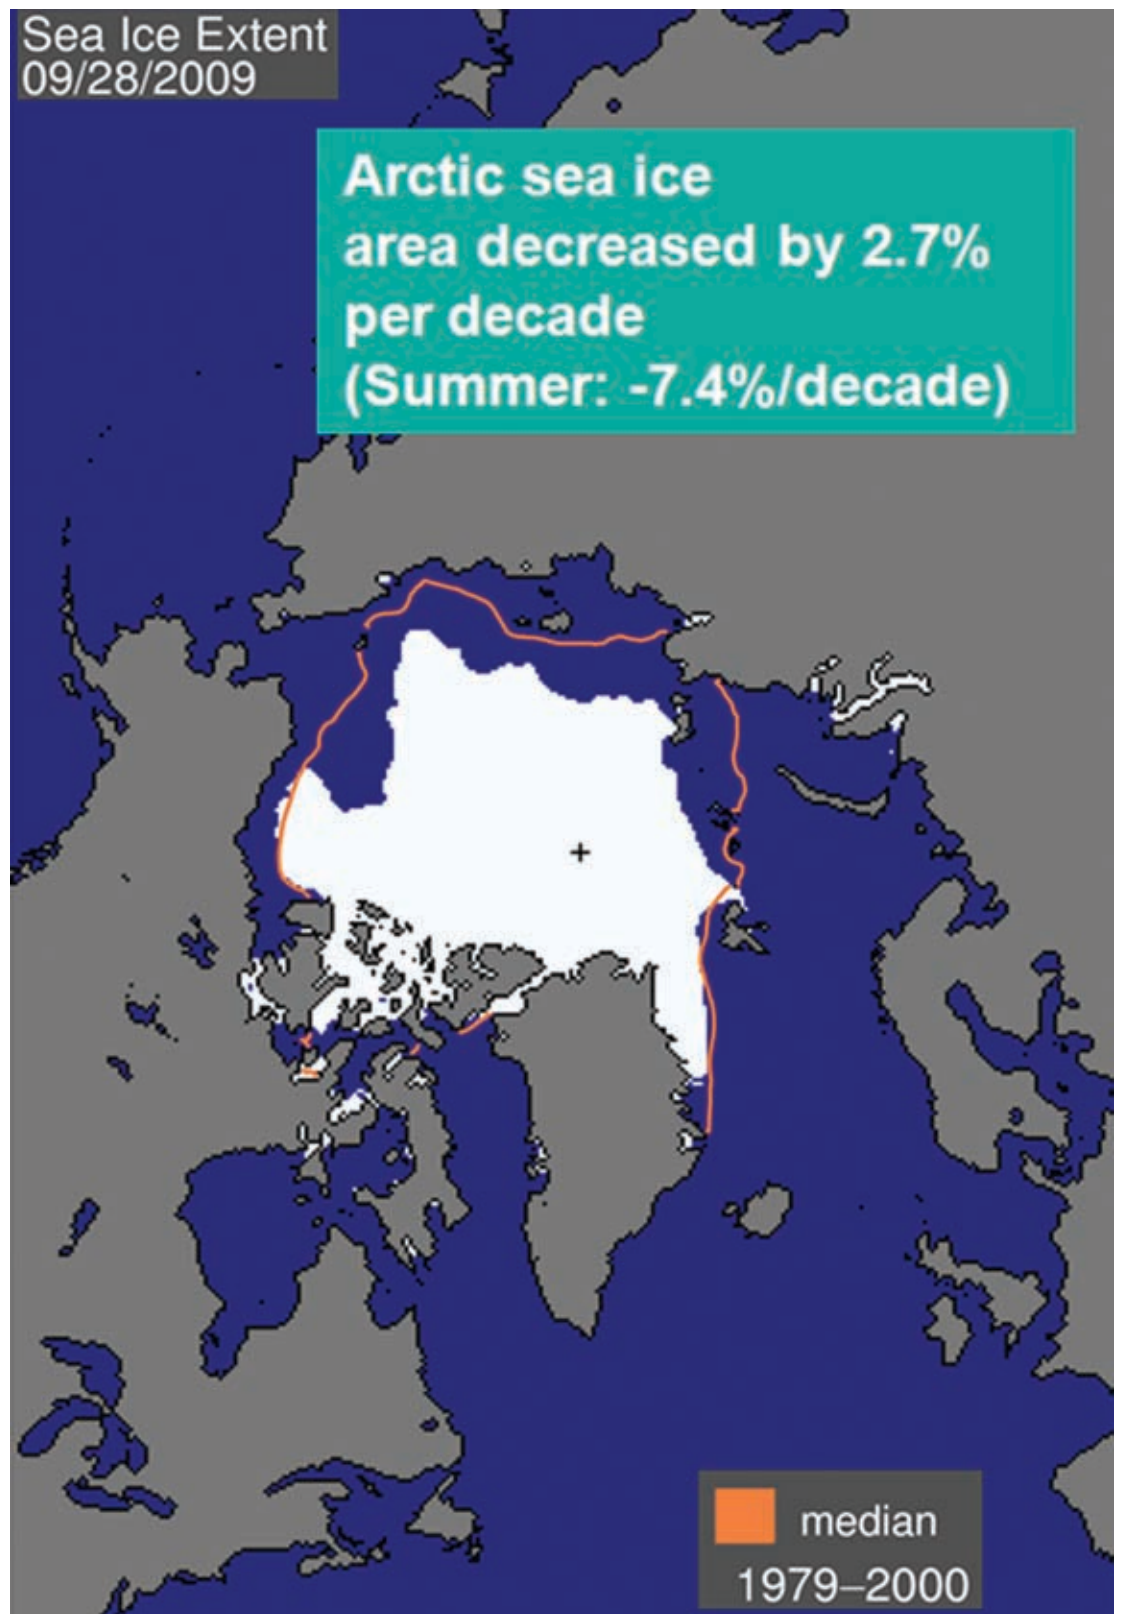 Sea Ice Extent
09/28/2009
Arctic sea ice
area decreased by 2.7%
per decade
(Summer: -7.4%/decade)
median
1979–2000